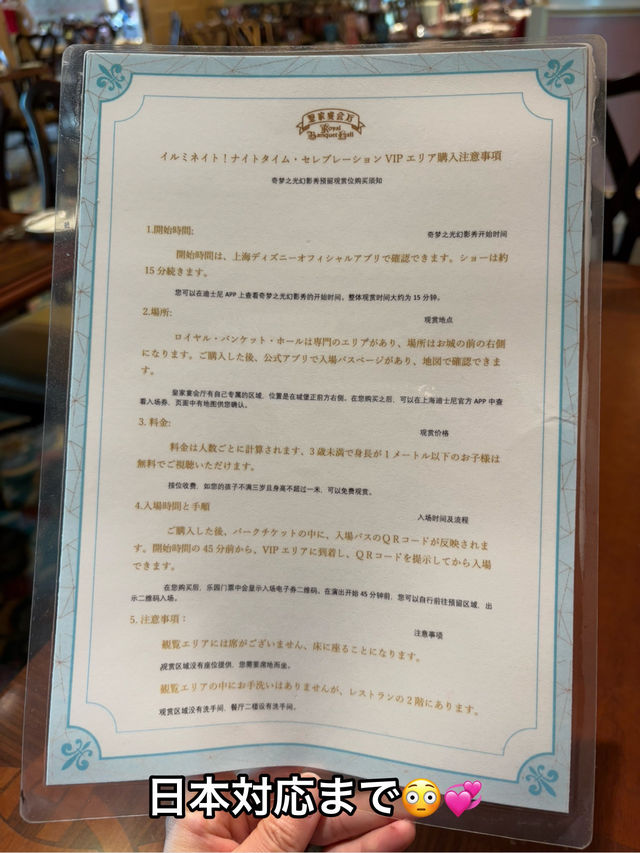 皇家宴会厅
Royal
Banquet Hall
イルミネイト！ナイトタイム・セレブレーション VIP エリア購入注意事項
奇梦之光幻影秀预留观赏位购买须知
1.開始時間:
奇梦之光幻影秀开始时间
開始時間は、上海ディズニーオフィシャルアプリで確認できます。ショーは約
15 分続きます。
您可以在迪士尼 APP 上查看奇梦之光幻影秀的开始时间。整体观赏时间大约为 15 分钟。
2.場所:
观赏地点
ロイヤル・バンケット・ホールは専門のエリアがあり、場所はお城の前の右側
になります。ご購入した後、公式アプリで入場パスページがあり、地図で確認できま
す。
皇家宴会厅有自己专属的区域，位置是在城堡正前方右侧。在您购买之后，可以在上海迪士尼官方 APP 中查
看入场券，页面中有地图供您确认。
3. 料金:
观赏价格
料金は人数ごとに計算されます、3 歳未満で身長が 1 メートル以下のお子様は
無料でご視聴いただけます。
按位收费，如您的孩子不满三岁且身高不超过一米，可以免费观赏。
4.入場時間と手順
入场时间及流程
ご購入した後、パークチケットの中に、入場パスのＱＲコードが反映されま
す。開始時間の 45 分前から、VIP エリアに到着し、ＱＲコードを提示してから入場
できます。
在您购买后，乐园门票中会显示入场电子券二维码。在演出开始 45 分钟前，您可以自行前往预留区域，出
示二维码入场。
5. 注意事項：
注意事项
観覧エリアには席がございません、床に座ることになります。
观赏区域没有座位提供，您需要席地而坐。
観覧エリアの中にお手洗いはありませんが、レストランの 2 階にあります。
观赏区域没有洗手间，餐厅二楼设有洗手间。
日本対応まで😳💞